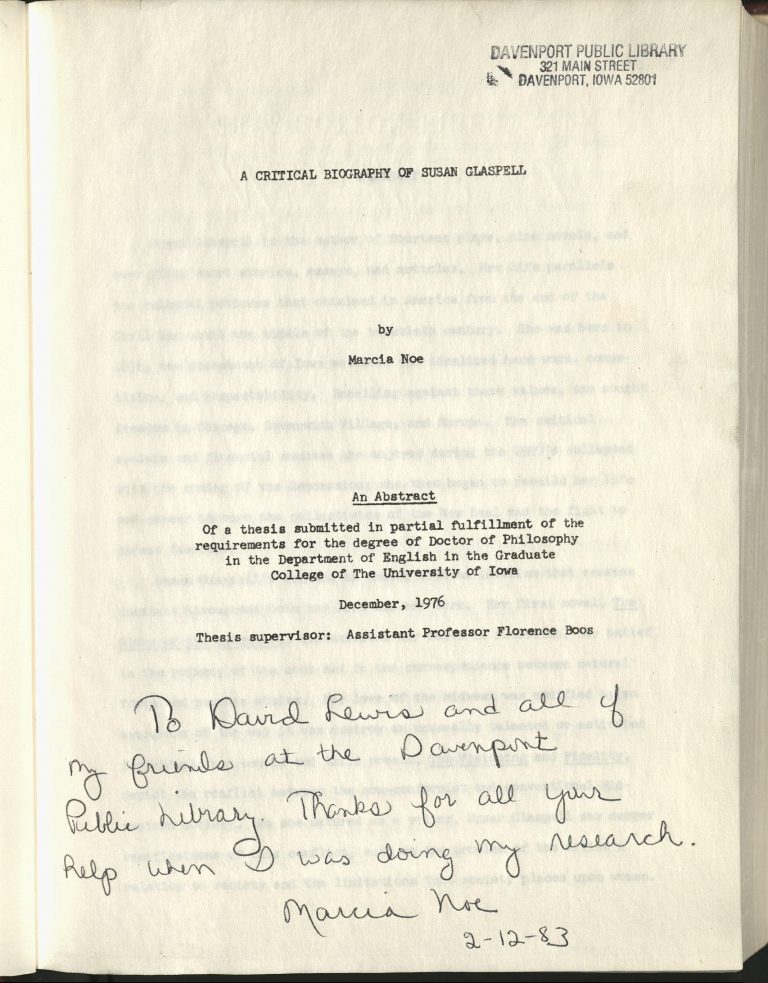 DAVENPORT PUBLIC LIBRARY
321 MAIN STREET
DAVENPORT, IOWA 52801
A CRITICAL BIOGRAPHY OF SUSAN GLASPELL
by
Marcia Noe
An Abstract
Of a thesis submitted in partial fulfillment of the
requirements for the degree of Doctor of Philosophy
in the Department of English in the Graduate
College of The University of Iowa
December, 1976
Thesis supervisor: Assistant Professor Florence Boos
To David Lewis and all of
my friends at the Davenport
Public Library. Thanks for all your
help when I was doing my research.
Marcia Noe
2-12-83